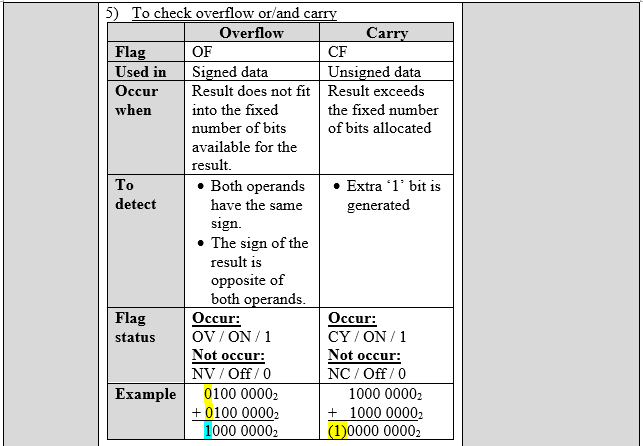 5) To check overflow or/and carry
Overflow Carry
Flag OF CF
Used in Signed data Unsigned data
Occur when Result does not fit into the fixed number of bits available for the result. Result exceeds the fixed number of bits allocated
To detect • Both operands have the same sign. • Extra ‘1’ bit is generated
• The sign of the result is opposite of both operands.
Flag status Occur: Occur:
OV / ON / 1 CY / ON / 1
Not occur: Not occur:
NV / Off / 0 NC / Off / 0
Example 0100 0000₂ 1000 0000₂
+ 0100 0000₂ + 1000 0000₂
1000 0000₂ (1)0000 0000₂